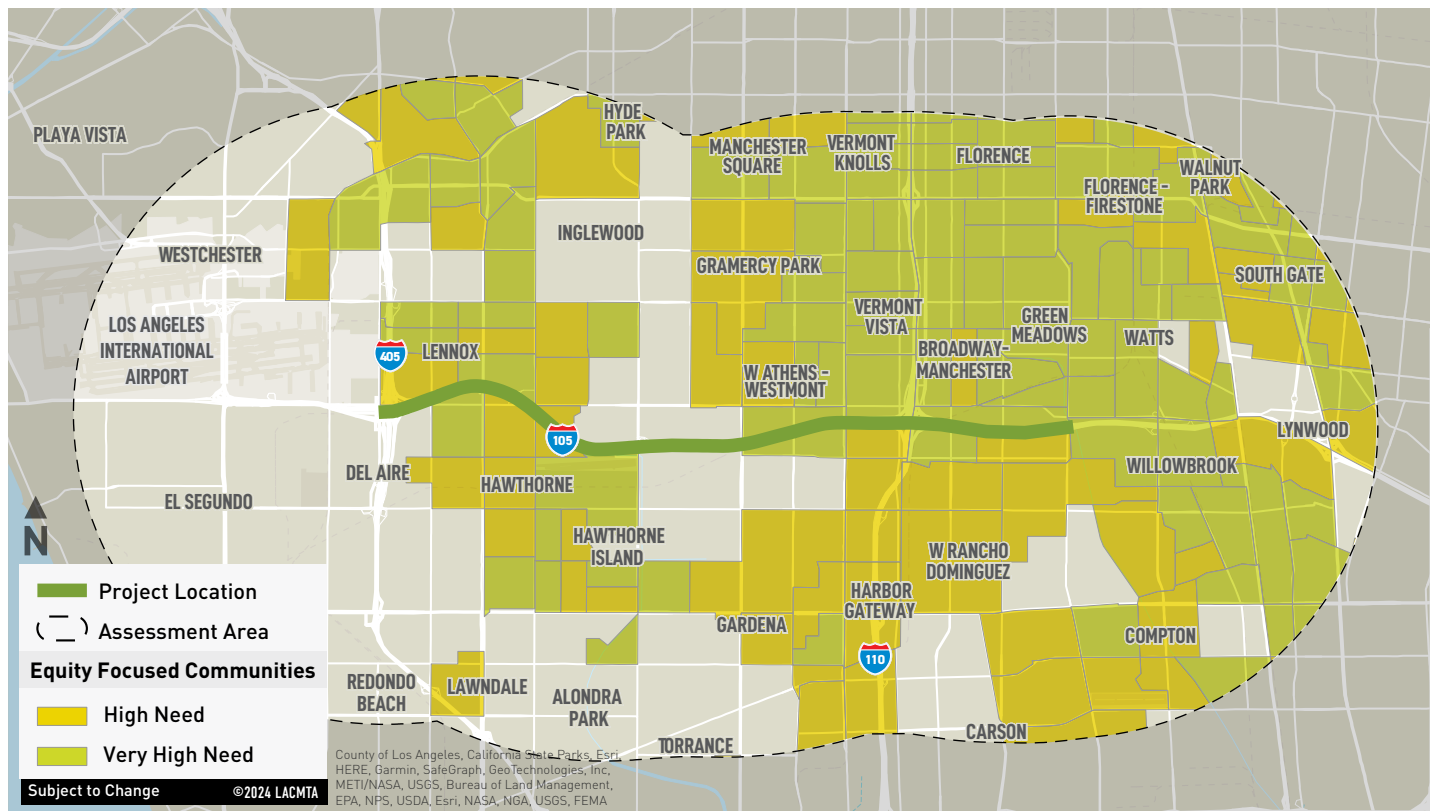 PLAYA VISTA
HYDE
PARK
MANCHESTER
SQUARE
VERMONT
KNOLLS
FLORENCE
WALNUT
PARK
FLORENCE -
FIRESTONE
WESTCHESTER
INGLEWOOD
GRAMERCY PARK
SOUTH GATE
LOS ANGELES
INTERNATIONAL
AIRPORT
405
LENNOX
VERMONT
VISTA
GREEN
MEADOWS
WATTS
BROADWAY-
MANCHESTER
W ATHENS -
WESTMONT
105
LYNWOOD
DEL AIRE
HAWTHORNE
WILLOWBROOK
EL SEGUNDO
N
HAWTHORNE
ISLAND
W RANCHO
DOMINGUEZ
HARBOR
GATEWAY
GARDENA
COMPTON
110
REDONDO
BEACH
LAWNDALE
ALONDRA
PARK
CARSON
TORRANCE
Project Location
Assessment Area
Equity Focused Communities
High Need
Very High Need
Subject to Change ©2024 LACMTA
County of Los Angeles, California State Parks, Esri,
HERE, Garmin, SafeGraph, GeoTechnologies, Inc,
METI/NASA, USGS, Bureau of Land Management,
EPA, NPS, USDA, Esri, NASA, NGA, USGS, FEMA